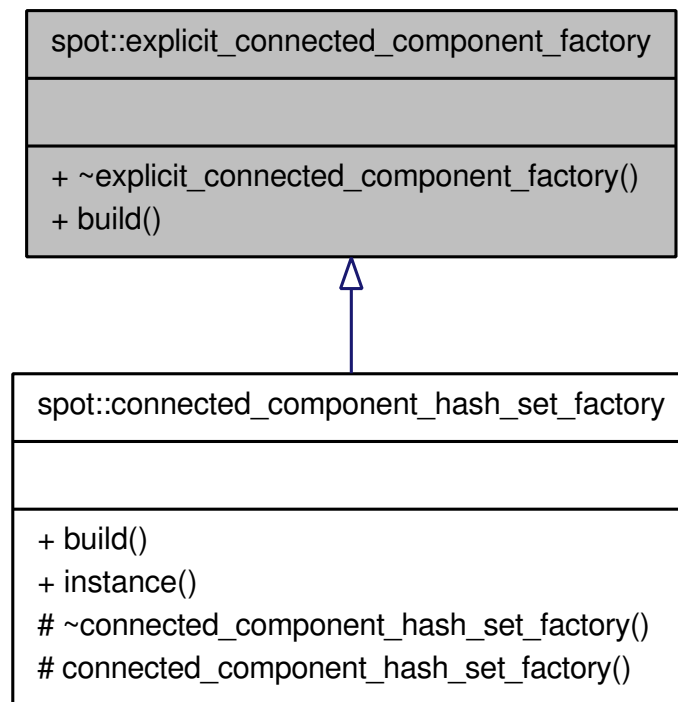 spot::explicit_connected_component_factory
+ ~explicit_connected_component_factory()
+ build()
spot::connected_component_hash_set_factory
+ build()
+ instance()
# ~connected_component_hash_set_factory()
# connected_component_hash_set_factory()